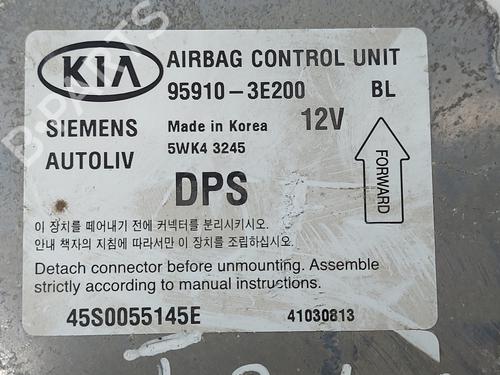 KIA
AIRBAG CONTROL UNIT
95910-3E200 BL
SIEMENS
AUTOLIV
Made in Korea
5WK4 3245
12V
DPS
FORWARD
이 장치를 떼어내기 전에 커넥터를 분리시키시오.
안내 책자의 지침에 따라서만 이 장치를 조립하십시오.
Detach connector before unmounting. Assemble
strictly according to manual instructions.
45S0055145E 41030813